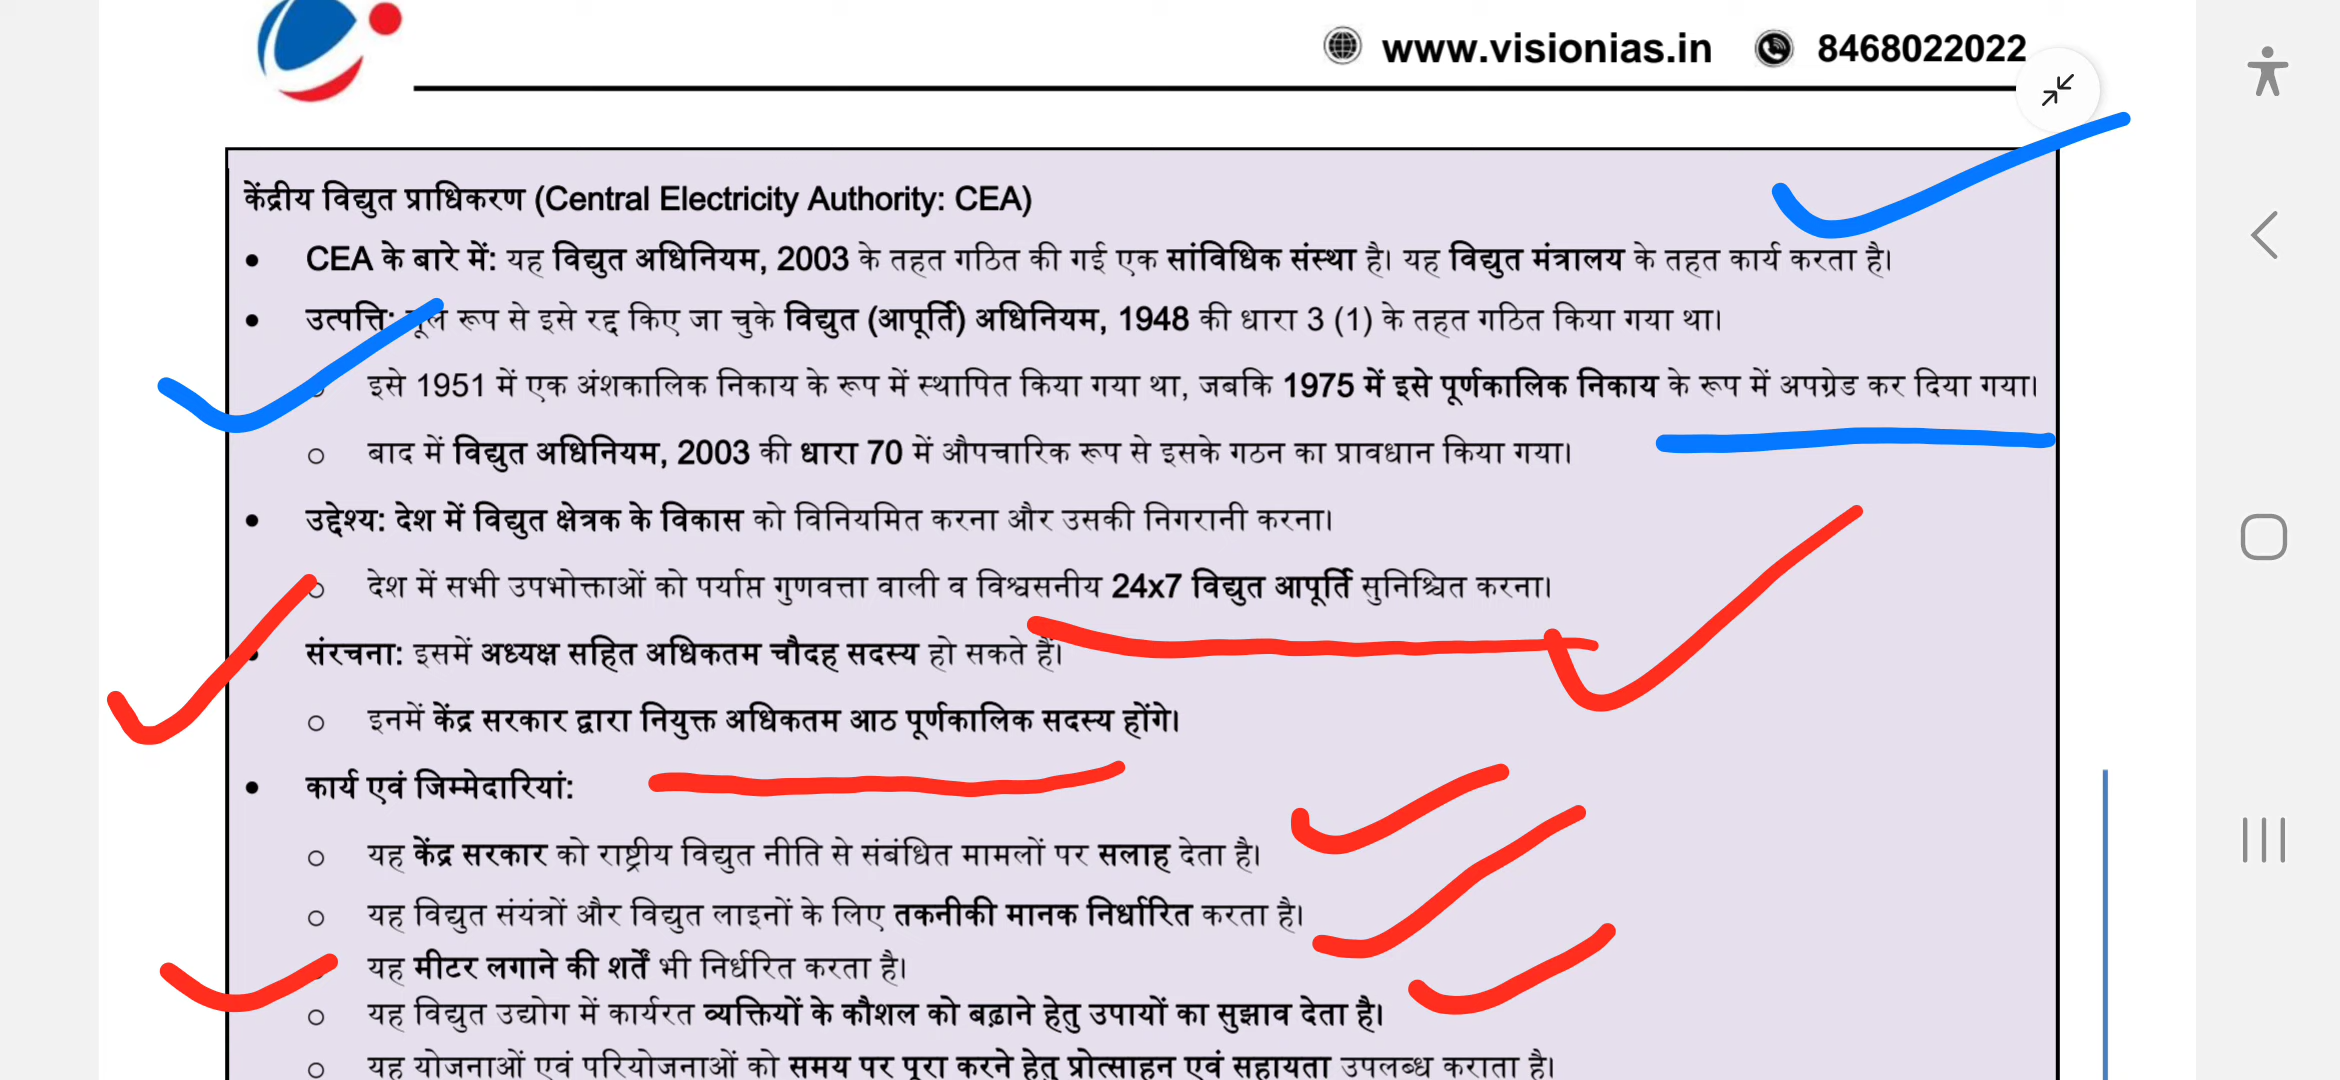 www.visionias.in 8468022022
केंद्रीय विद्युत प्राधिकरण (Central Electricity Authority: CEA)
• CEA के बारे में: यह विद्युत अधिनियम, 2003 के तहत गठित की गई एक सांविधिक संस्था है। यह विद्युत मंत्रालय के तहत कार्य करता है।
• उत्पत्ति: मूल रूप से इसे रद्द किए जा चुके विद्युत (आपूर्ति) अधिनियम, 1948 की धारा 3 (1) के तहत गठित किया गया था।
o इसे 1951 में एक अंशकालिक निकाय के रूप में स्थापित किया गया था, जबकि 1975 में इसे पूर्णकालिक निकाय के रूप में अपग्रेड कर दिया गया।
o बाद में विद्युत अधिनियम, 2003 की धारा 70 में औपचारिक रूप से इसके गठन का प्रावधान किया गया।
• उद्देश्य: देश में विद्युत क्षेत्रक के विकास को विनियमित करना और उसकी निगरानी करना।
o देश में सभी उपभोक्ताओं को पर्याप्त गुणवत्ता वाली व विश्वसनीय 24x7 विद्युत आपूर्ति सुनिश्चित करना।
• संरचना: इसमें अध्यक्ष सहित अधिकतम चौदह सदस्य हो सकते हैं।
o इनमें केंद्र सरकार द्वारा नियुक्त अधिकतम आठ पूर्णकालिक सदस्य होंगे।
• कार्य एवं जिम्मेदारियां:
o यह केंद्र सरकार को राष्ट्रीय विद्युत नीति से संबंधित मामलों पर सलाह देता है।
o यह विद्युत संयंत्रों और विद्युत लाइनों के लिए तकनीकी मानक निर्धारित करता है।
यह मीटर लगाने की शर्तें भी निर्धरित करता है।
o यह विद्युत उद्योग में कार्यरत व्यक्तियों के कौशल को बढ़ाने हेतु उपायों का सुझाव देता है।
o यह योजनाओं एवं परियोजनाओं को समय पर पूरा करने हेतु प्रोत्साहन एवं सहायता उपलब्ध कराता है।